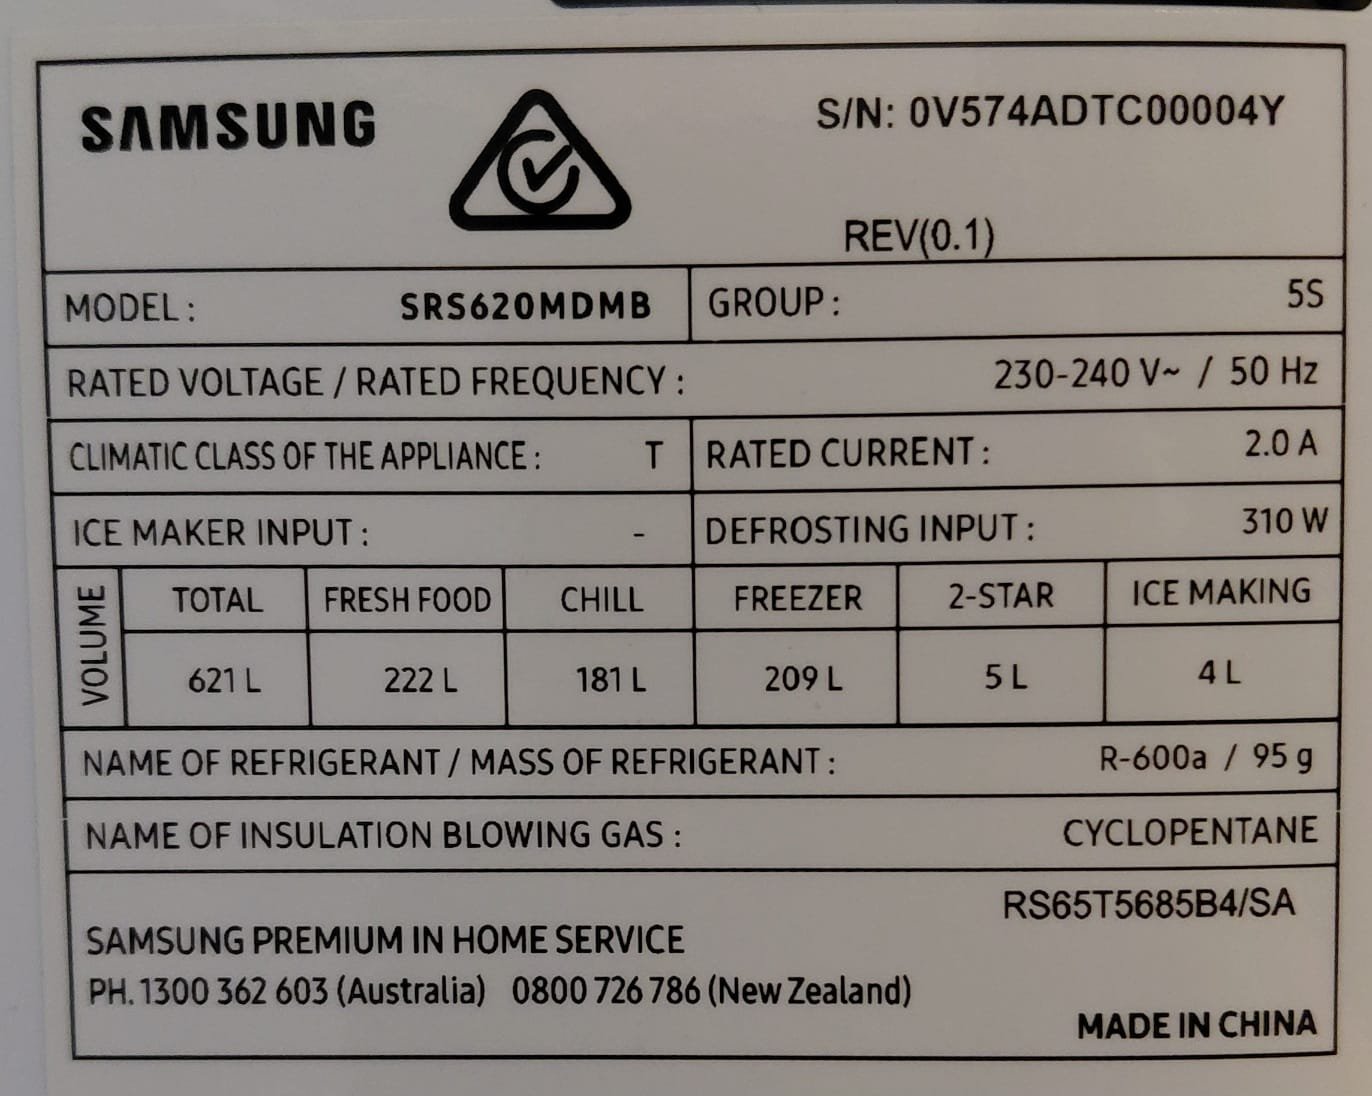 SAMSUNG
S/N: 0V574ADTC00004Y
REV(0.1)
MODEL : SRS620MDMB GROUP : 5S
RATED VOLTAGE / RATED FREQUENCY : 230-240 V~ / 50 Hz
CLIMATIC CLASS OF THE APPLIANCE : T RATED CURRENT : 2.0 A
ICE MAKER INPUT : - DEFROSTING INPUT : 310 W
VOLUME
TOTAL FRESH FOOD CHILL FREEZER 2-STAR ICE MAKING
621 L 222 L 181 L 209 L 5 L 4 L
NAME OF REFRIGERANT / MASS OF REFRIGERANT : R-600a / 95 g
NAME OF INSULATION BLOWING GAS : CYCLOPENTANE
RS65T5685B4/SA
SAMSUNG PREMIUM IN HOME SERVICE
PH. 1300 362 603 (Australia) 0800 726 786 (New Zealand)
MADE IN CHINA